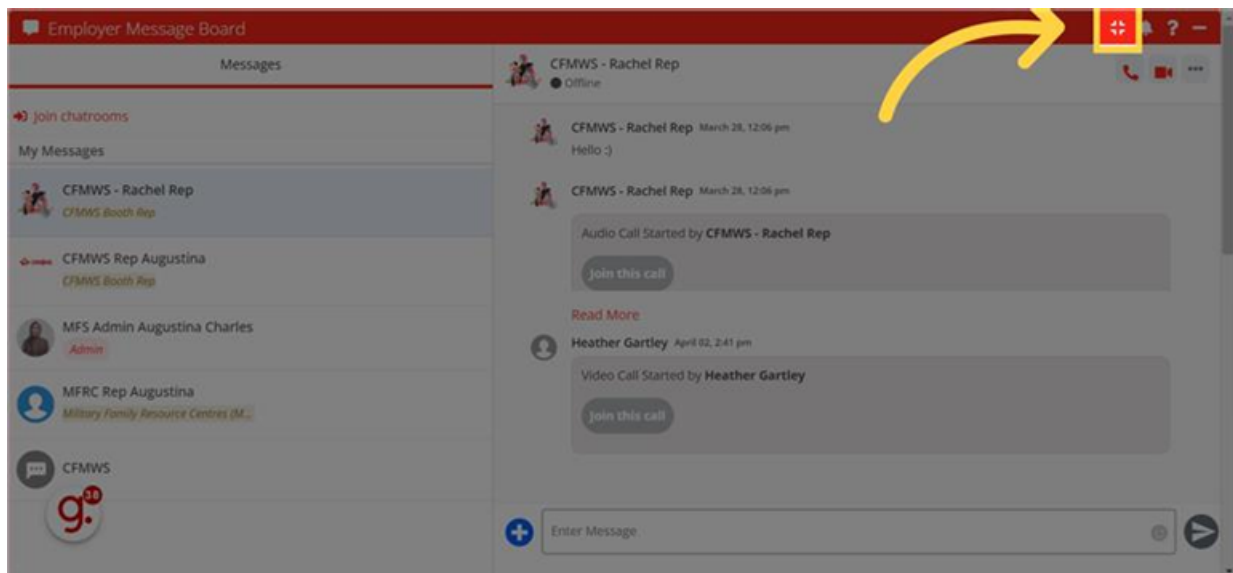 Employer Message Board
?
Messages
Join chatrooms
My Messages
CFMWS - Rachel Rep
CFMWS Booth Rep
CFMWS Rep Augustina
CFMWS Booth Rep
MFS Admin Augustina Charles
Admin
MFRC Rep Augustina
Military Family Resource Centres (M...
CFMWS
g.
38
CFMWS - Rachel Rep
Offline
CFMWS - Rachel Rep March 28, 12:06 pm
Hello :)
CFMWS - Rachel Rep March 28, 12:06 pm
Audio Call Started by CFMWS - Rachel Rep
Join this call
Read More
Heather Gartley April 02, 2:41 pm
Video Call Started by Heather Gartley
Join this call
Enter Message